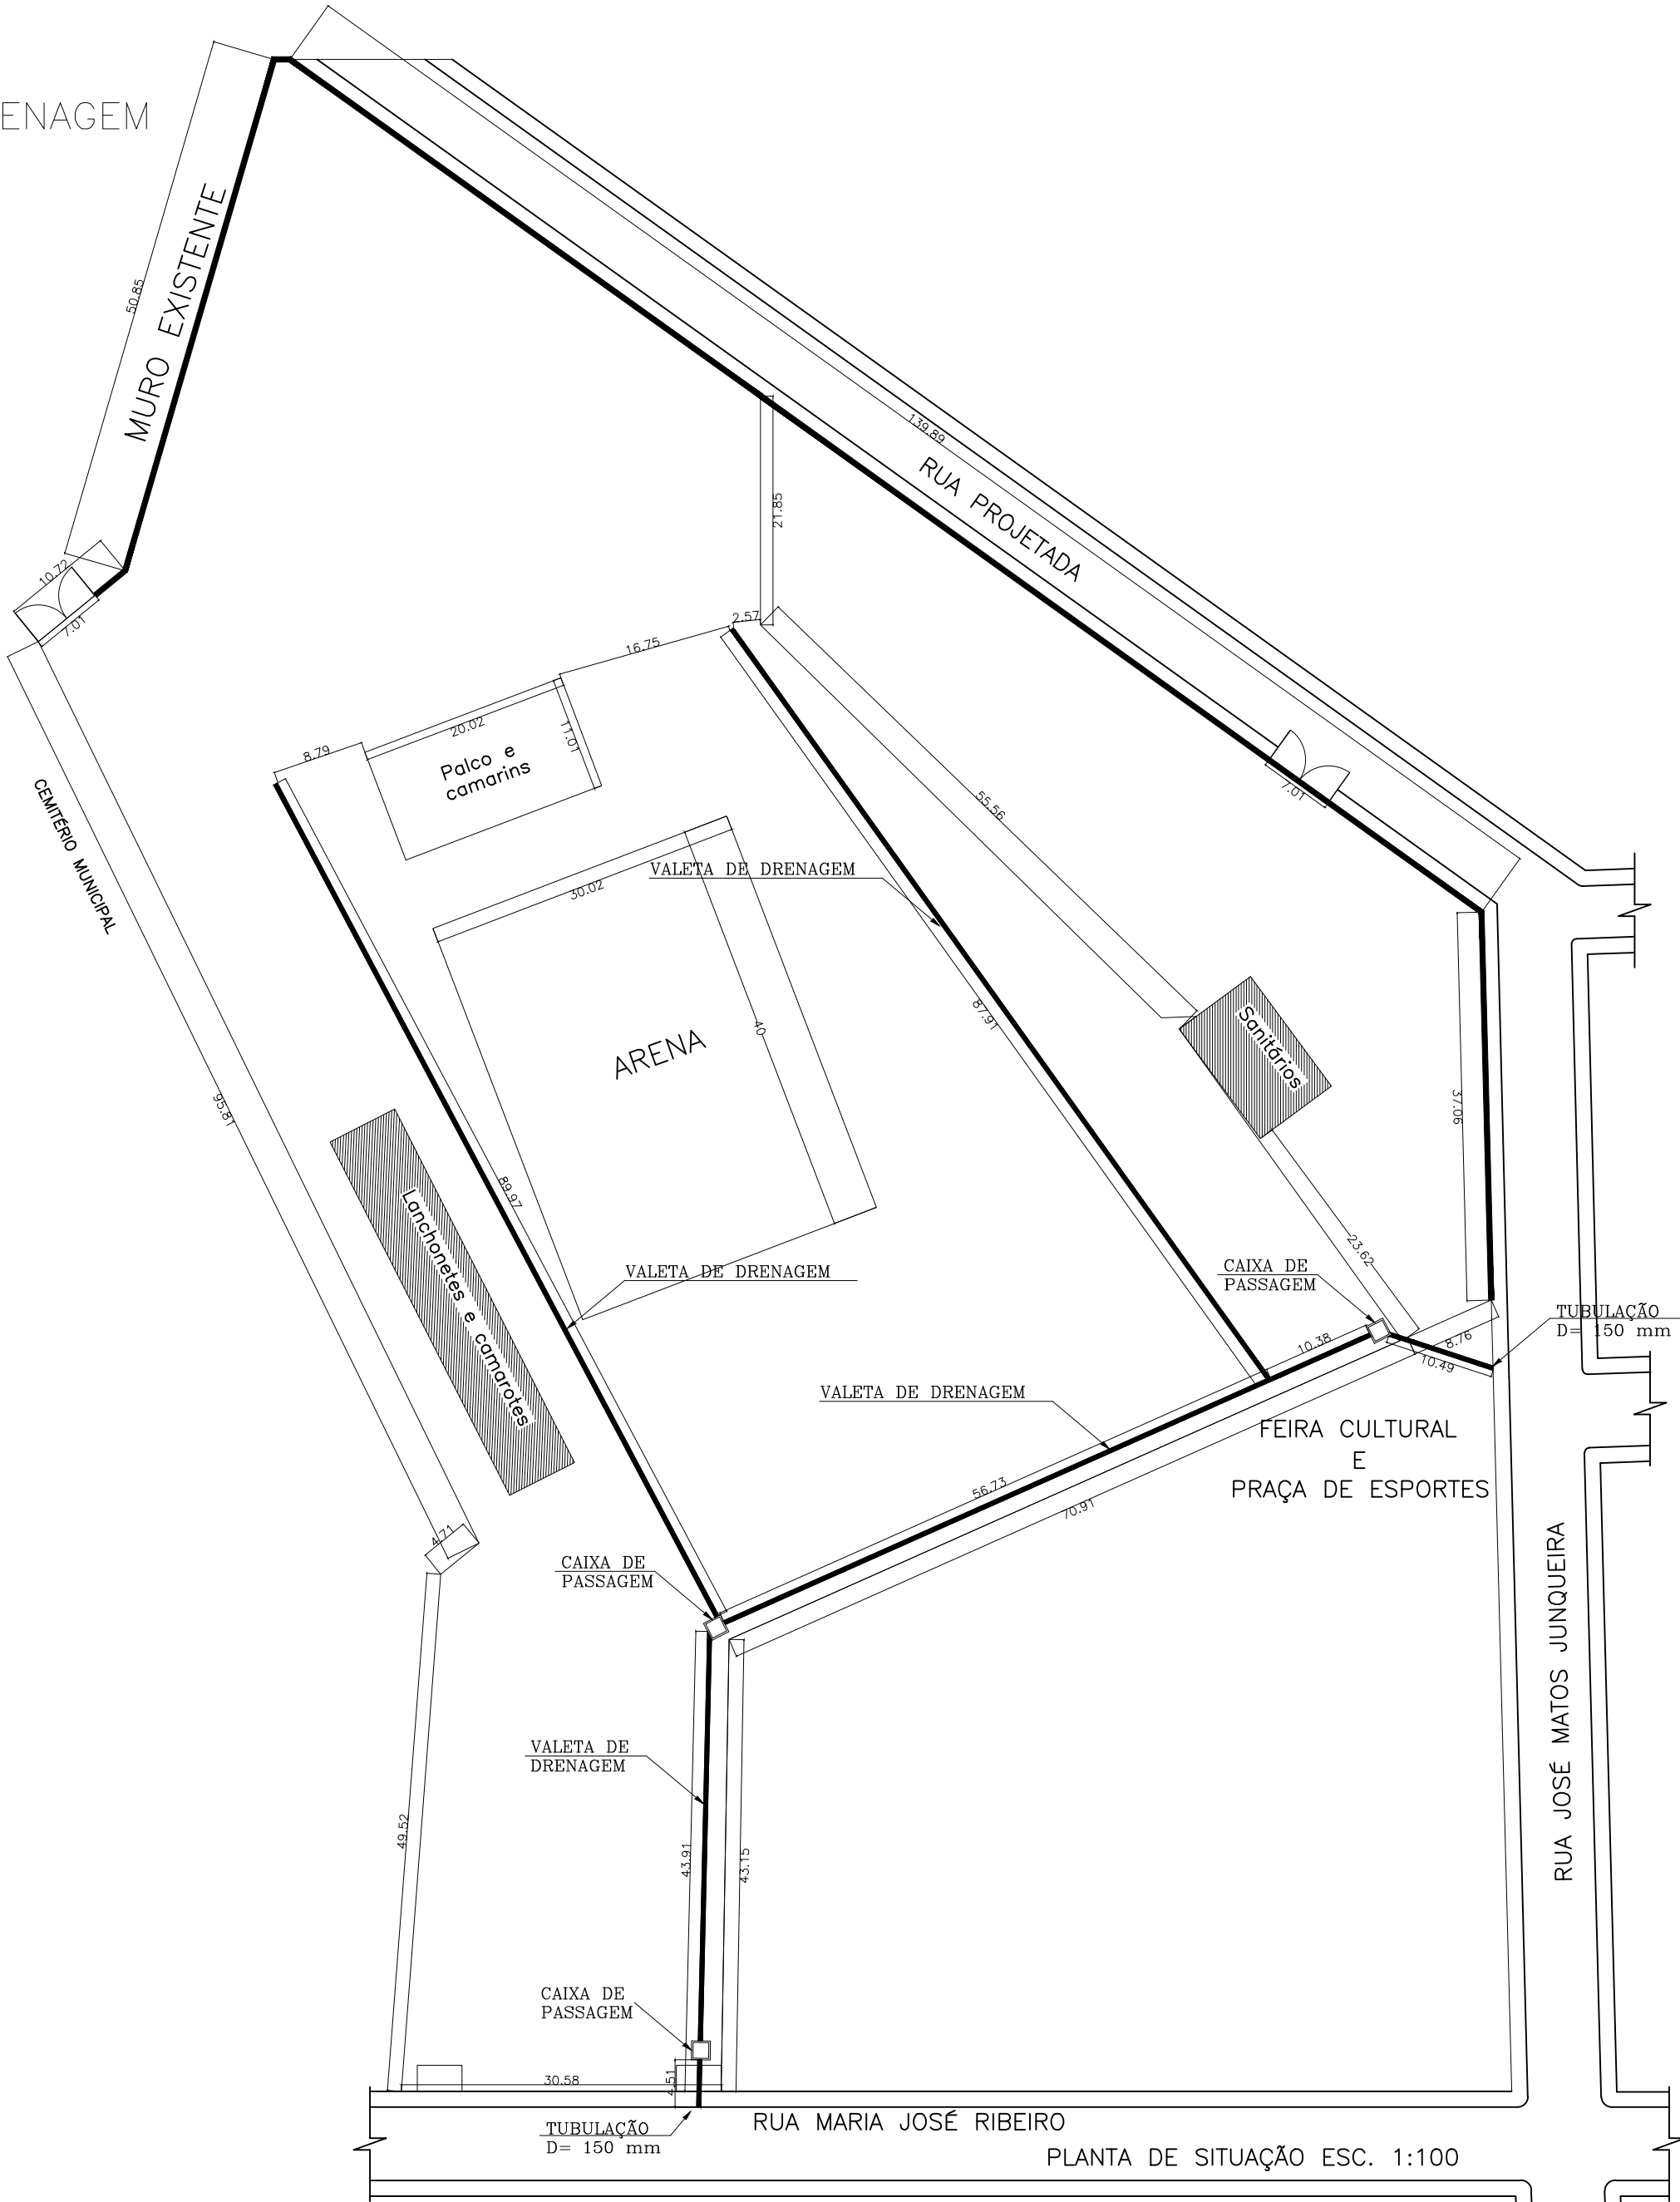 ENAGEM
50.85
MURO EXISTENTE
139.89
RUA PROJETADA
21.85
10.72
7.01
2.57
16.75
20.02
11.01
Palco e
camarins
8.79
7.01
55.56
CEMITÉRIO MUNICIPAL
VALETA DE DRENAGEM
30.02
87.91
40
ARENA
Sanitários
37.06
95.81
89.97
Lanchonetes e camarotes
23.62
VALETA DE DRENAGEM
CAIXA DE
PASSAGEM
TUBULAÇÃO
D= 150 mm
10.38
8.76
10.49
VALETA DE DRENAGEM
FEIRA CULTURAL
E
PRAÇA DE ESPORTES
56.73
70.91
4.71
CAIXA DE
PASSAGEM
RUA JOSÉ MATOS JUNQUEIRA
VALETA DE
DRENAGEM
49.52
43.91
43.15
CAIXA DE
PASSAGEM
30.58
4.51
TUBULAÇÃO
D= 150 mm
RUA MARIA JOSÉ RIBEIRO
PLANTA DE SITUAÇÃO ESC. 1:100